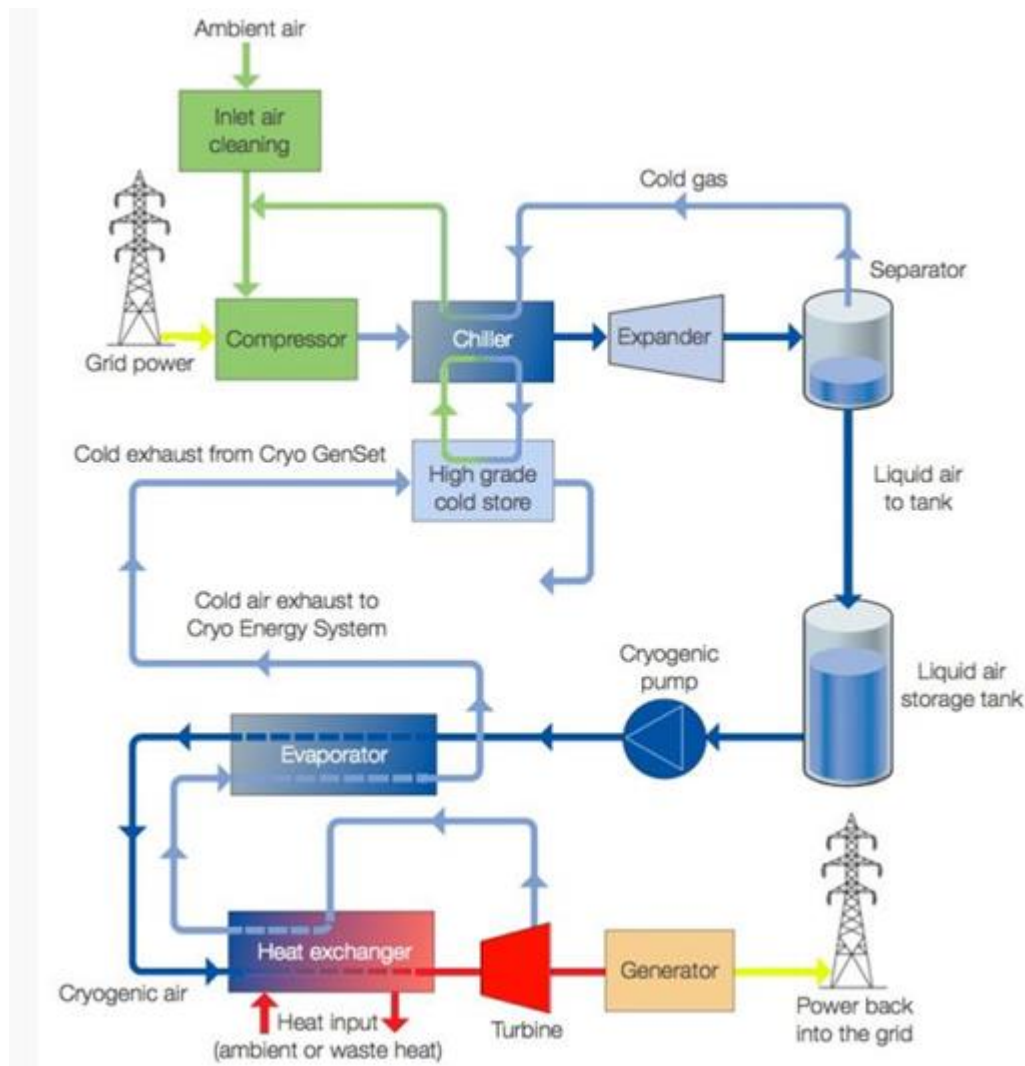 Ambient air
Inlet air
cleaning
Cold gas
Separator
Grid power
Compressor
Chiller
Expander
Cold exhaust from Cryo GenSet
High grade
cold store
Liquid air
to tank
Cold air exhaust to
Cryo Energy System
Cryogenic
pump
Liquid air
storage tank
Evaporator
Heat exchanger
Cryogenic air
Heat input
(ambient or waste heat)
Turbine
Generator
Power back
into the grid